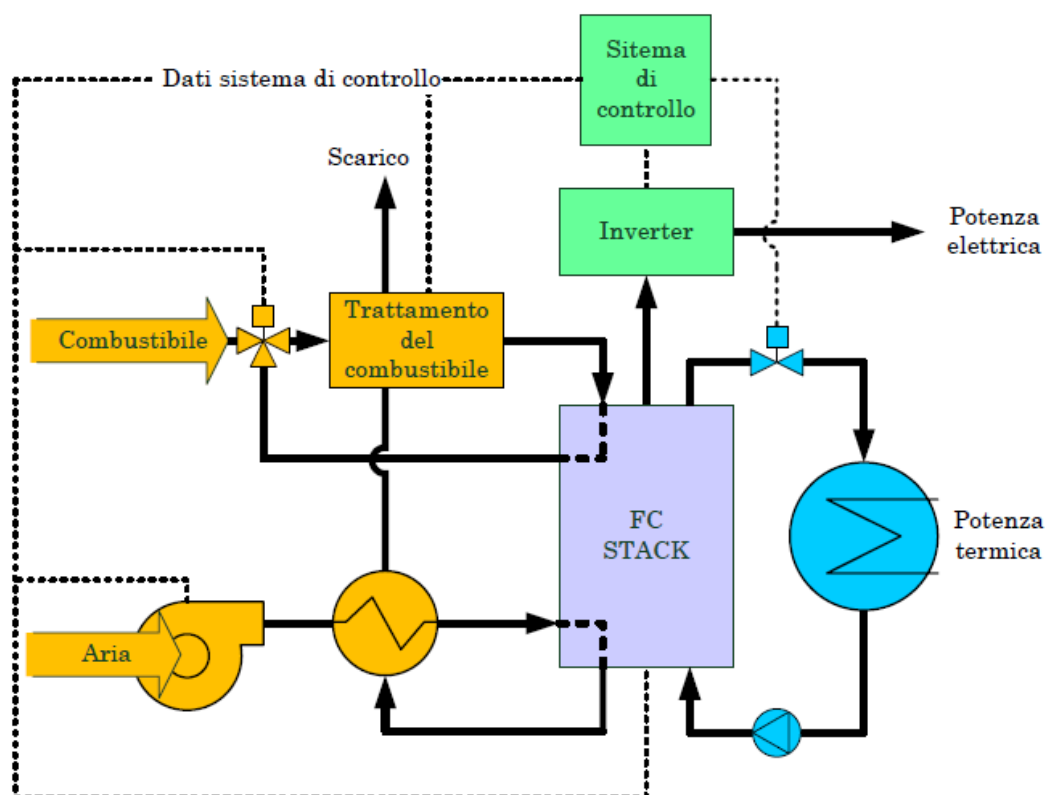 Sitema
di
controllo
Dati sistema di controllo
Scarico
Inverter
Potenza
elettrica
Combustibile
Trattamento
del
combustibile
FC
STACK
Potenza
termica
Aria